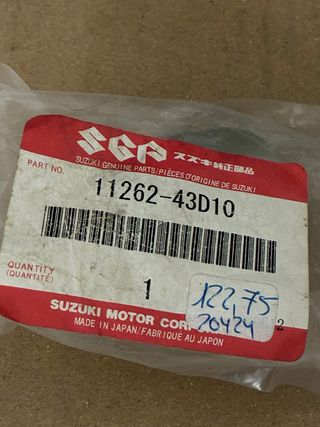 SGP スズキ純正部品
SUZUKI GENUINE PARTS/PIÈCES D'ORIGINE DE SUZUKI
PART NO. 11262-43D10
QUANTITY
(QUANTITÉ)
1
122,75
20424
SUZUKI MOTOR CORP
2
MADE IN JAPAN/FABRIQUÉ AU JAPON